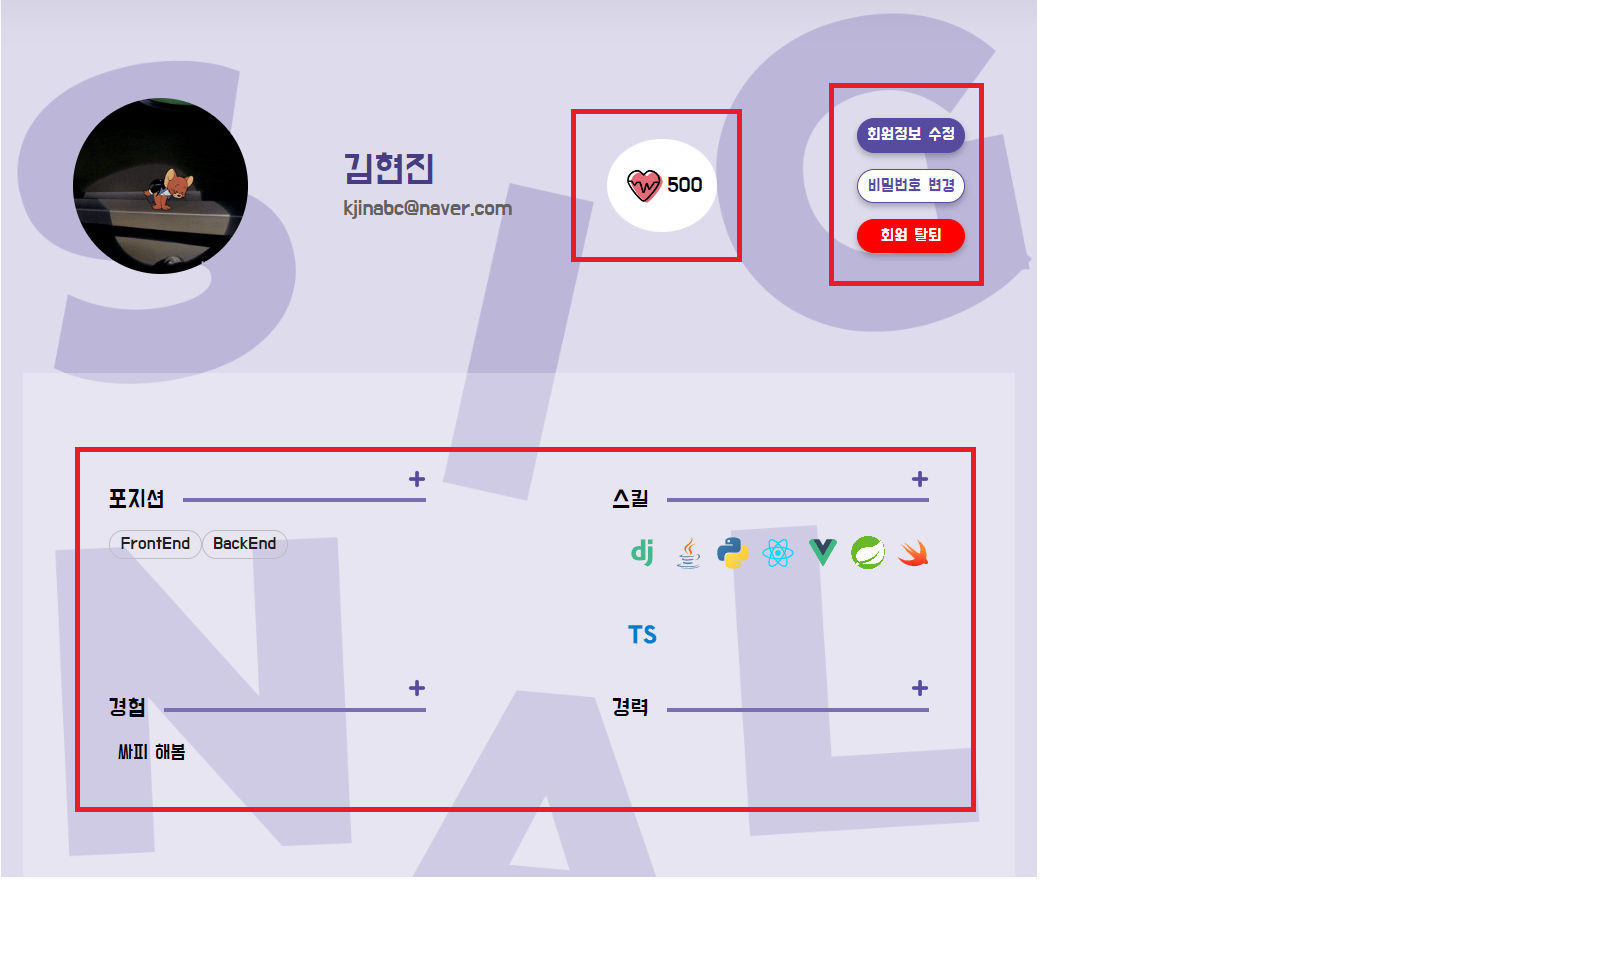 SIG
NAL
김현진
kjinabc@naver.com
500
회원정보 수정
비밀번호 변경
회원 탈퇴
포지션 +
스킬 +
FrontEnd BackEnd
dj
TS
경험 +
경력 +
싸피 해봄